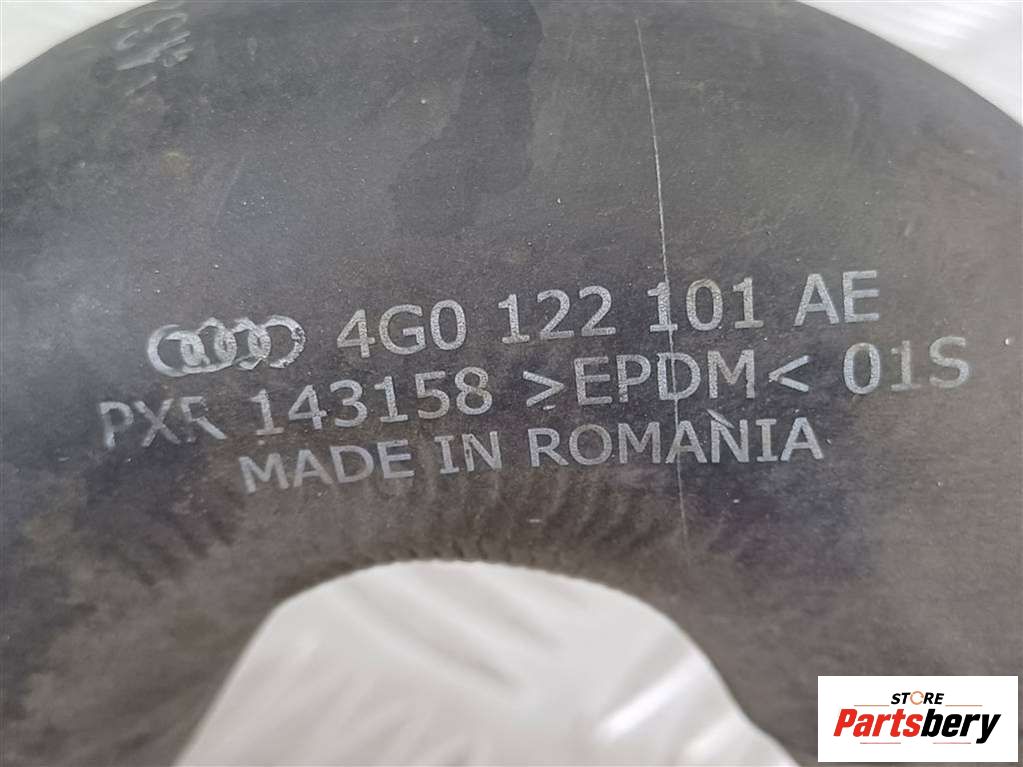 4G0 122 101 AE
PXR 143158 >EPDM< 01S
MADE IN ROMANIA
STORE
Partsbery